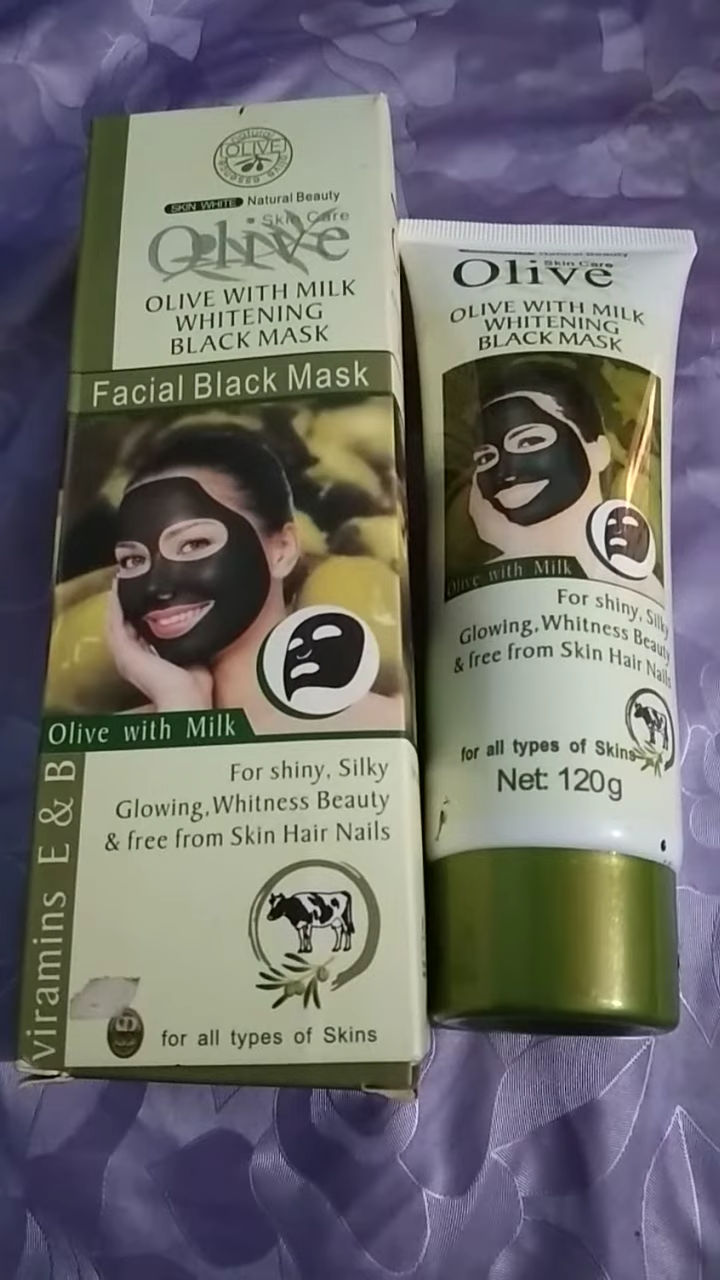 natural
OLIVE
SKIN WHITE Natural Beauty
Skin Care
Olive
OLIVE WITH MILK
WHITENING
BLACK MASK
Facial Black Mask
Olive with Milk
viramins E & B
For shiny, Silky
Glowing,Whitness Beauty
& free from Skin Hair Nails
for all types of Skins
Natural Beauty
Skin Care
Olive
OLIVE WITH MILK
WHITENING
BLACK MASK
Olive with Milk
For shiny, Silky
Glowing,Whitness Beauty
& free from Skin Hair Nails
for all types of Skins
Net: 120g